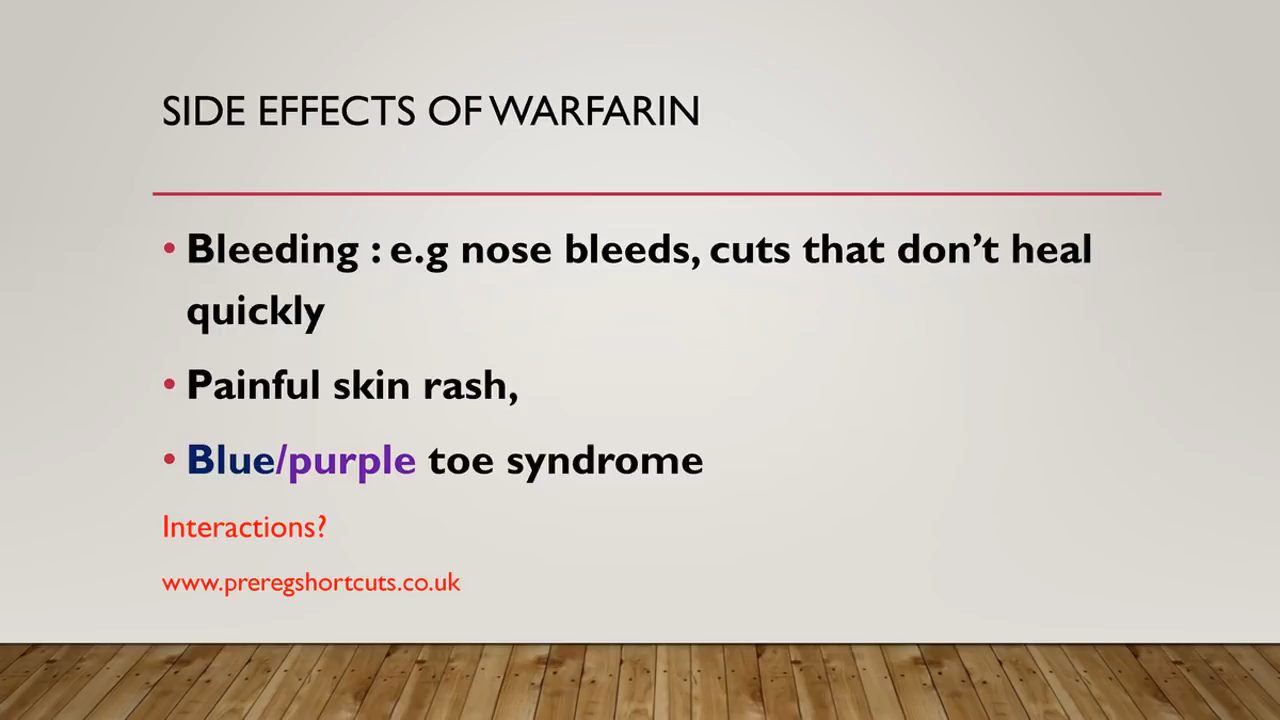 SIDE EFFECTS OF WARFARIN
• Bleeding : e.g nose bleeds, cuts that don’t heal
quickly
• Painful skin rash,
• Blue/purple toe syndrome
Interactions?
www.preregshortcuts.co.uk